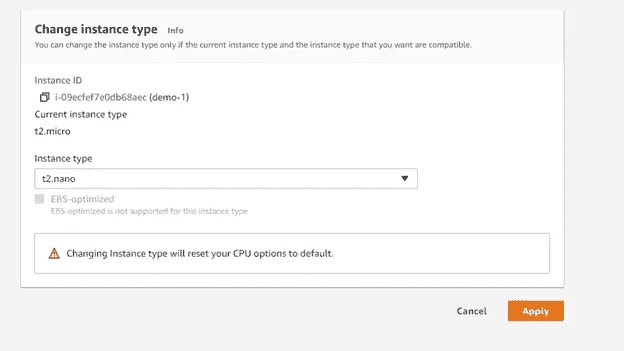 Change instance type Info
You can change the instance type only if the current instance type and the instance type that you want are compatible.
Instance ID
i-09ecfef7e0db68aec (demo-1)
Current instance type
t2.micro
Instance type
t2.nano
EBS-optimized
EBS-optimized is not supported for this instance type
Changing Instance type will reset your CPU options to default.
Cancel Apply